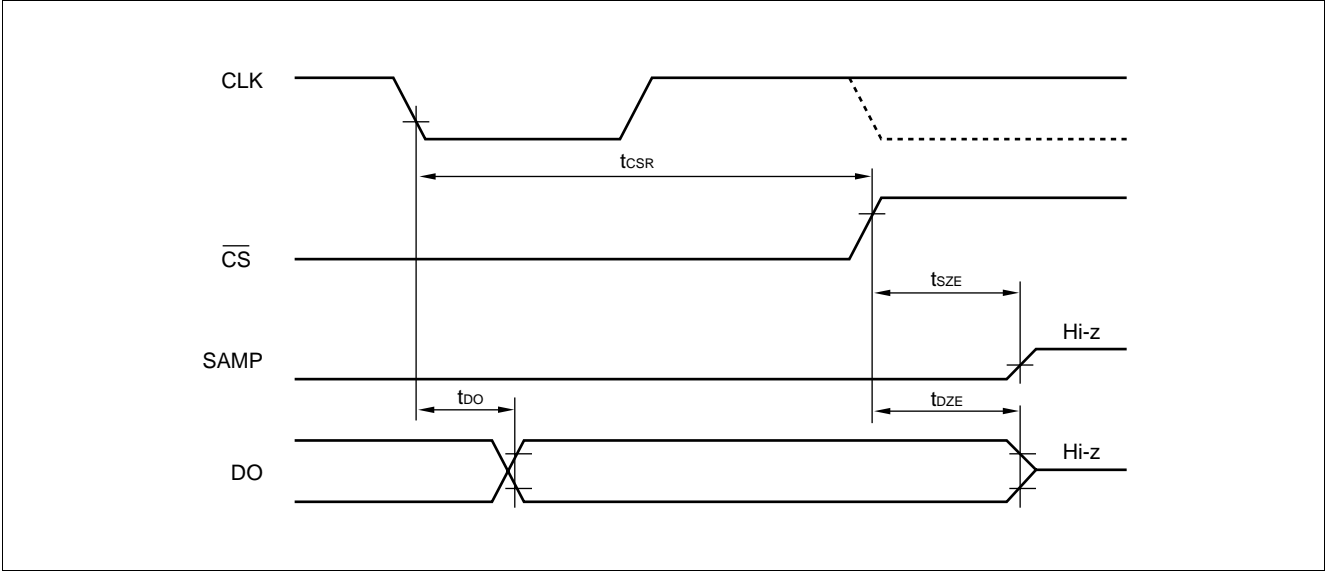 CLK
tCSR
CS
tSZE
Hi-z
SAMP
tDO
tDZE
Hi-z
DO